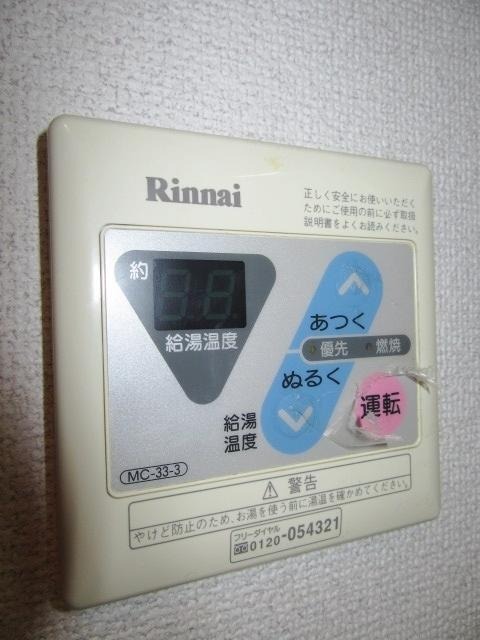 Rinnai
正しく安全にお使いいただく
ためにご使用の前に必ず取扱
説明書をよくお読みください。
約
給湯温度
あつく
優先 燃焼
ぬるく
給湯
温度
運転
MC-33-3
警告
やけど防止のため、お湯を使う前に湯温を確かめてください。
フリーダイヤル
0120-054321